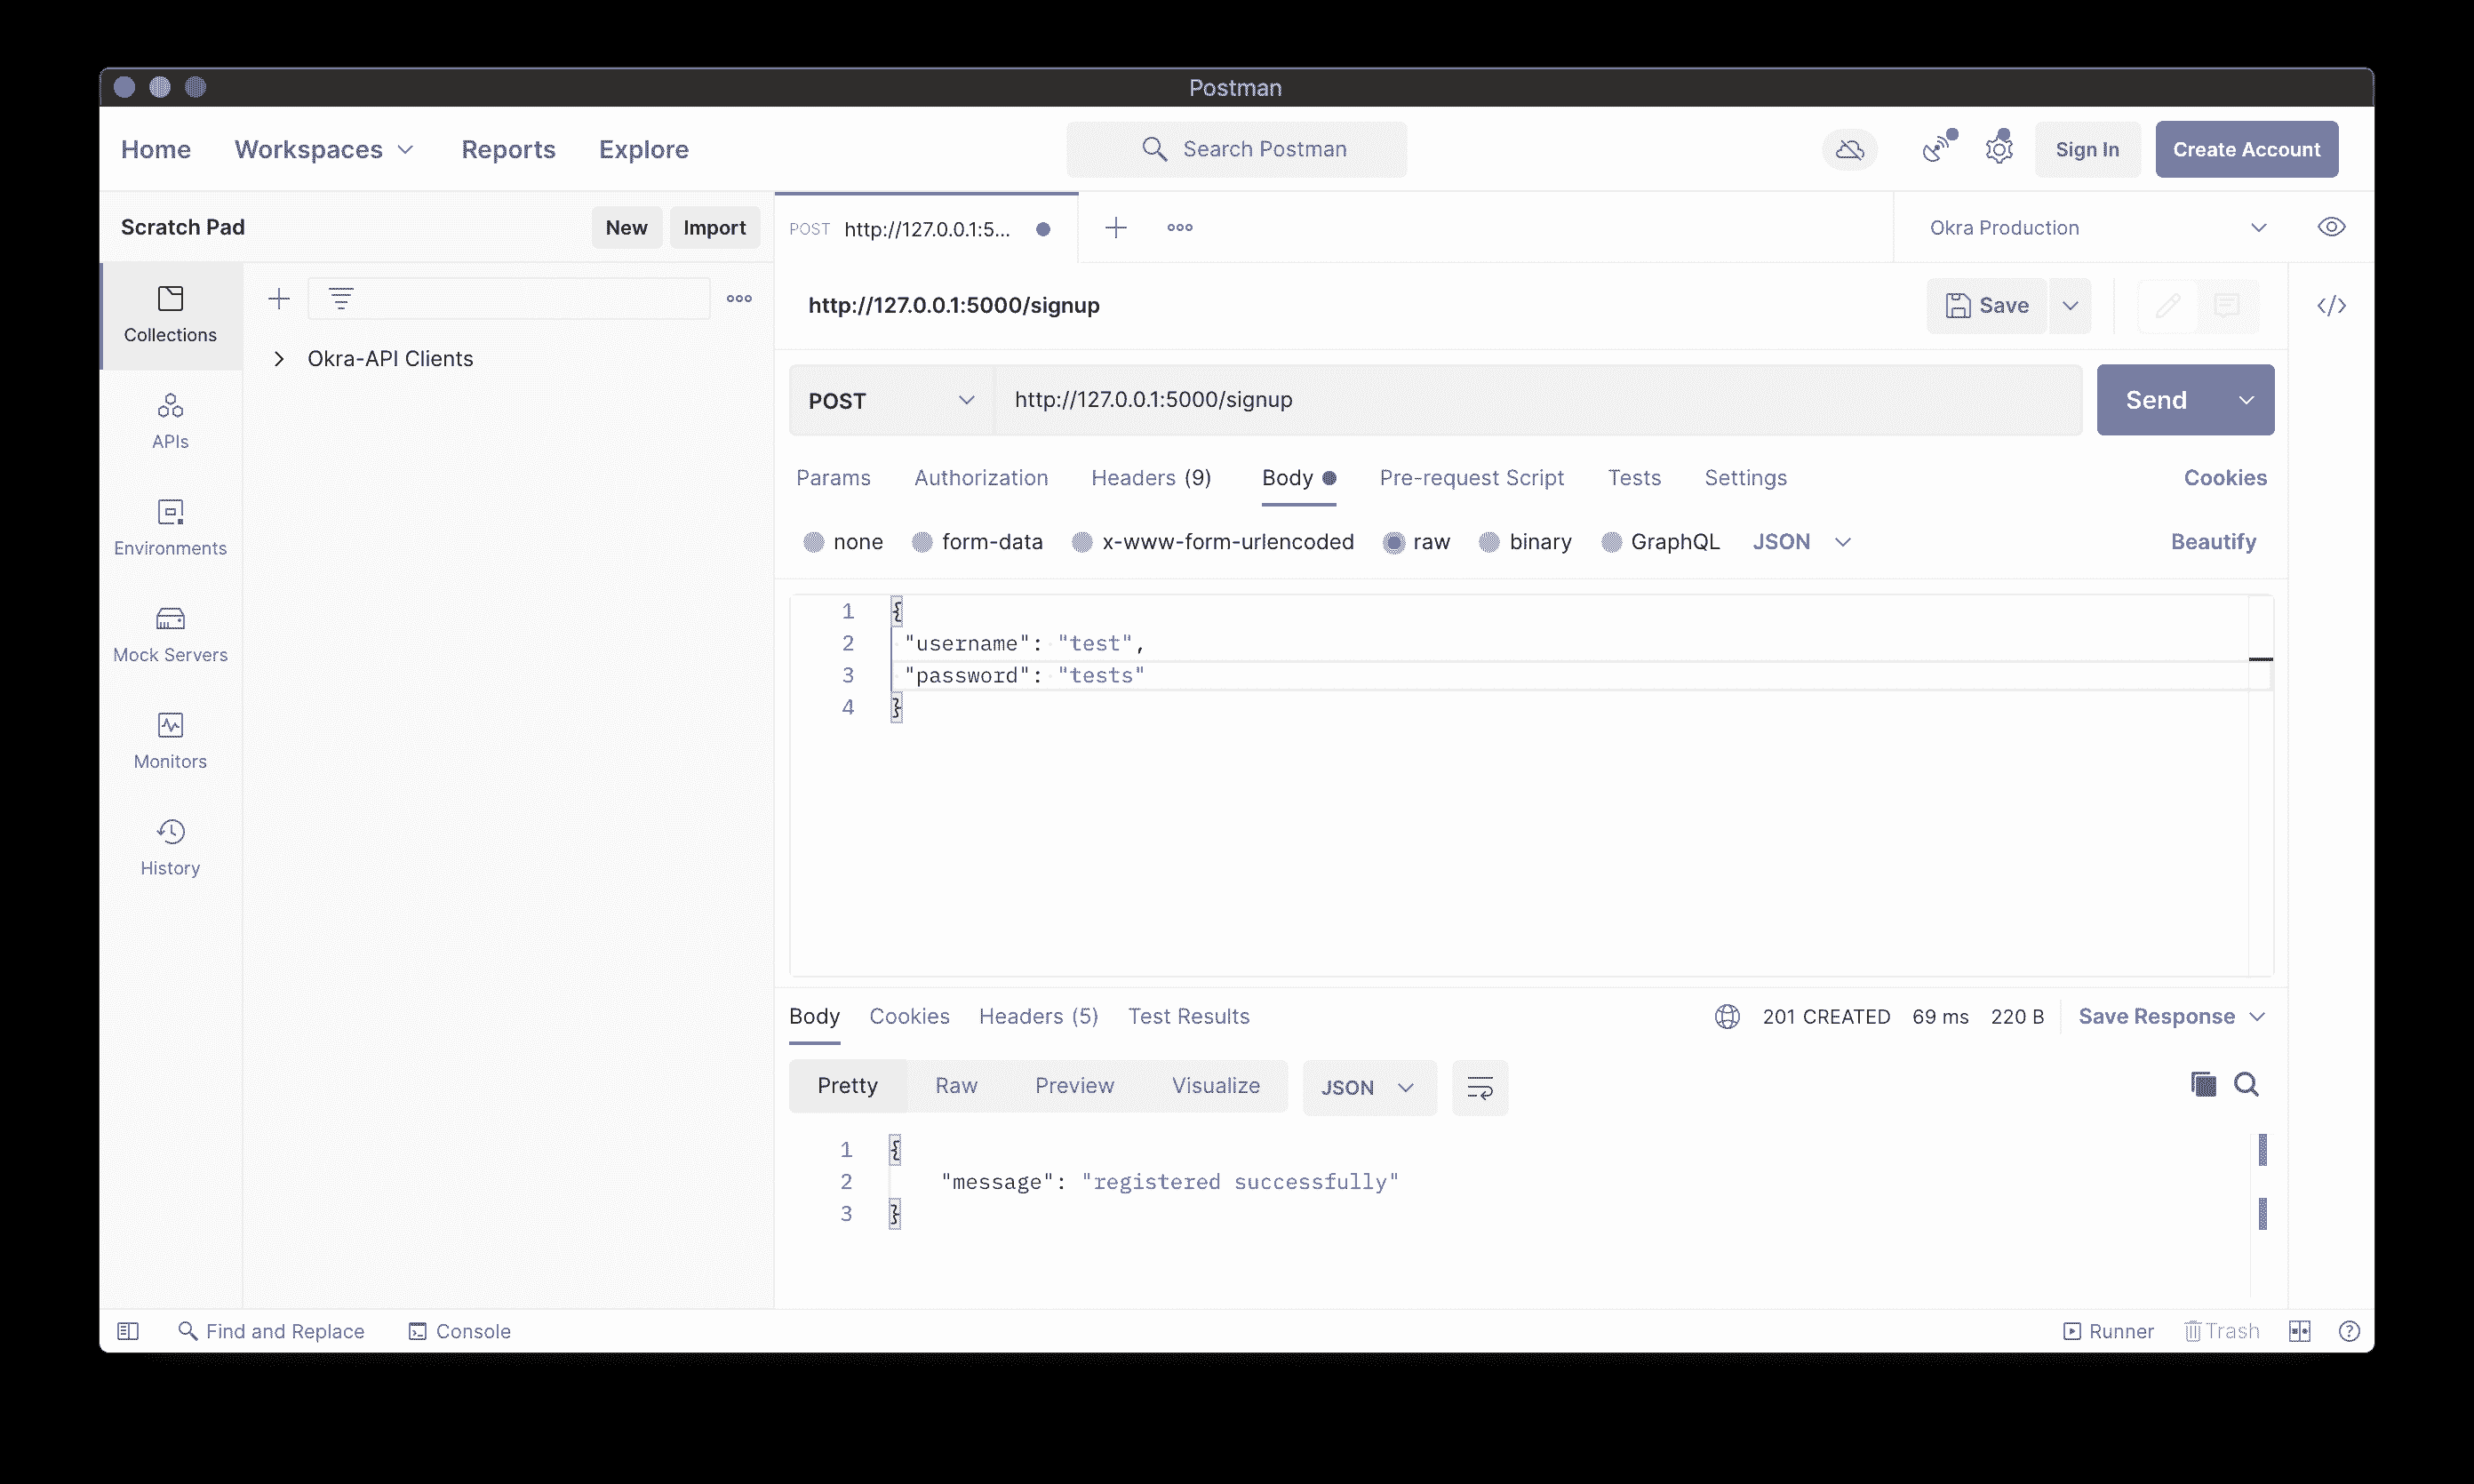 Postman
Home Workspaces Reports Explore Search Postman Sign In Create Account
Scratch Pad New Import POST http://127.0.0.1:5... Okra Production
Collections
Okra-API Clients
APIs
Environments
Mock Servers
Monitors
History
http://127.0.0.1:5000/signup Save
POST http://127.0.0.1:5000/signup Send
Params Authorization Headers (9) Body Pre-request Script Tests Settings Cookies
none form-data x-www-form-urlencoded raw binary GraphQL JSON Beautify
1 {
2 "username": "test",
3 "password": "tests"
4 }
Body Cookies Headers (5) Test Results 201 CREATED 69 ms 220 B Save Response
Pretty Raw Preview Visualize JSON
1 {
2 "message": "registered successfully"
3 }
Find and Replace Console Runner Trash